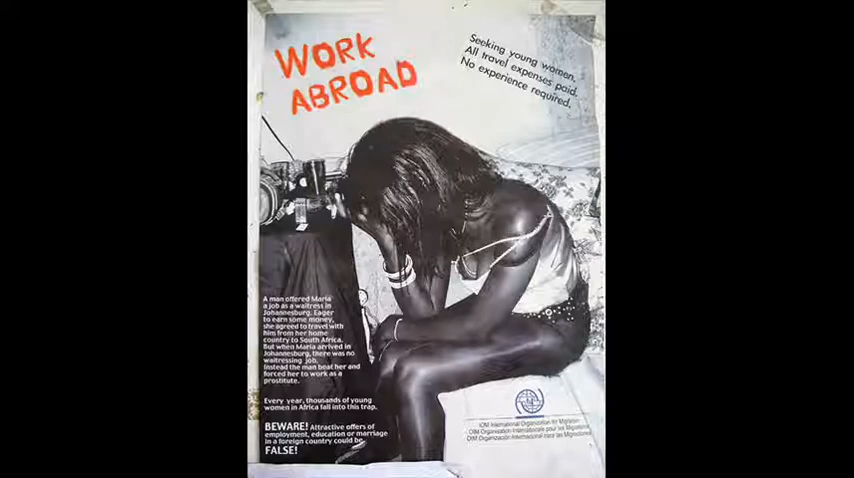 WORK
ABROAD
Seeking young women.
All travel expenses paid.
No experience required.
A man offered Maria
a job as a waitress in
Johannesburg. Eager
to earn some money,
she agreed to travel with
him from her home
country to South Africa.
But when Maria arrived in
Johannesburg, there was no
waitressing job.
Instead the man beat her and
forced her to work as a
prostitute.
Every year, thousands of young
women in Africa fall into this trap.
BEWARE! Attractive offers of
employment, education or marriage
in a foreign country could be
FALSE!
IOM International Organization for Migration
OIM Organisation Internationale pour les Migrations
OIM Organización Internacional para las Migraciones